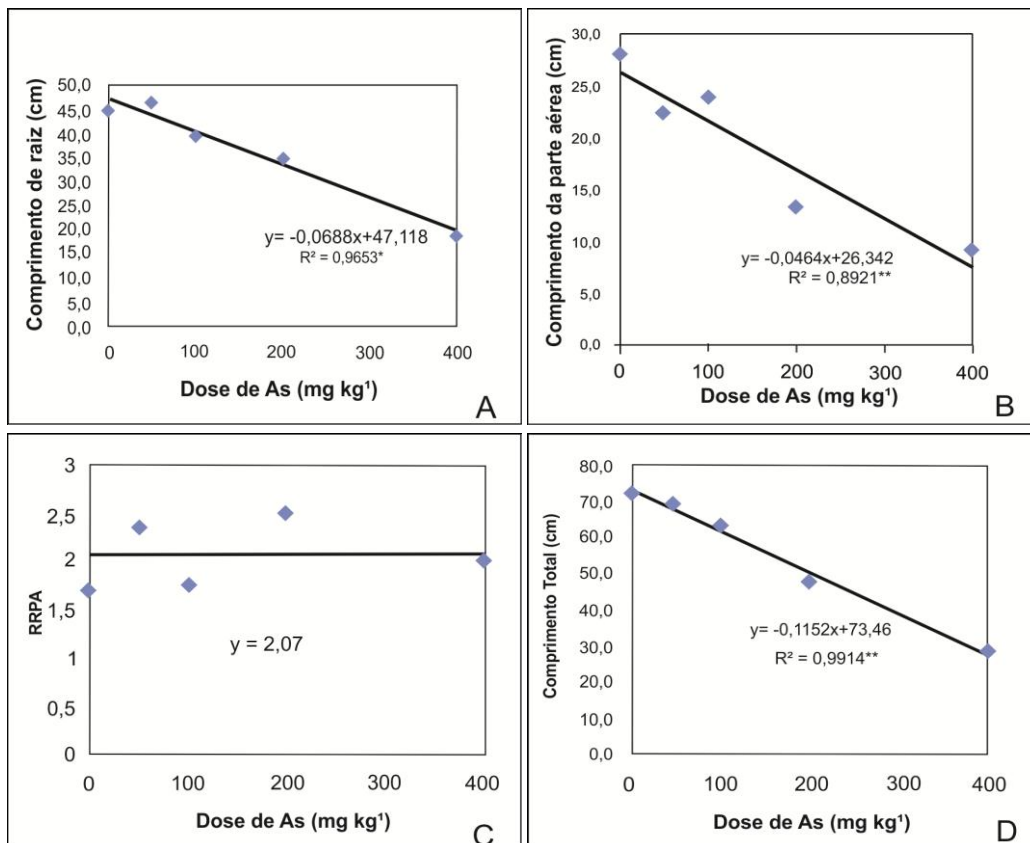 Comprimento de raiz (cm)
50,0
45,0
40,0
35,0
30,0
25,0
20,0
15,0
10,0
5,0
0,0
y= -0,0688x+47,118
R² = 0,9653*
0 100 200 300 400
Dose de As (mg kg¹)
A
Comprimento da parte aérea (cm)
30,0
25,0
20,0
15,0
10,0
5,0
0,0
y= -0,0464x+26,342
R² = 0,8921**
0 100 200 300 400
Dose de As (mg kg¹)
B
RRPA
3
2,5
2
1,5
1
0,5
0
y = 2,07
0 100 200 300 400
Dose de As (mg kg¹)
C
Comprimento Total (cm)
80,0
70,0
60,0
50,0
40,0
30,0
20,0
10,0
0,0
y= -0,1152x+73,46
R² = 0,9914**
0 100 200 300 400
Dose de As (mg kg¹)
D